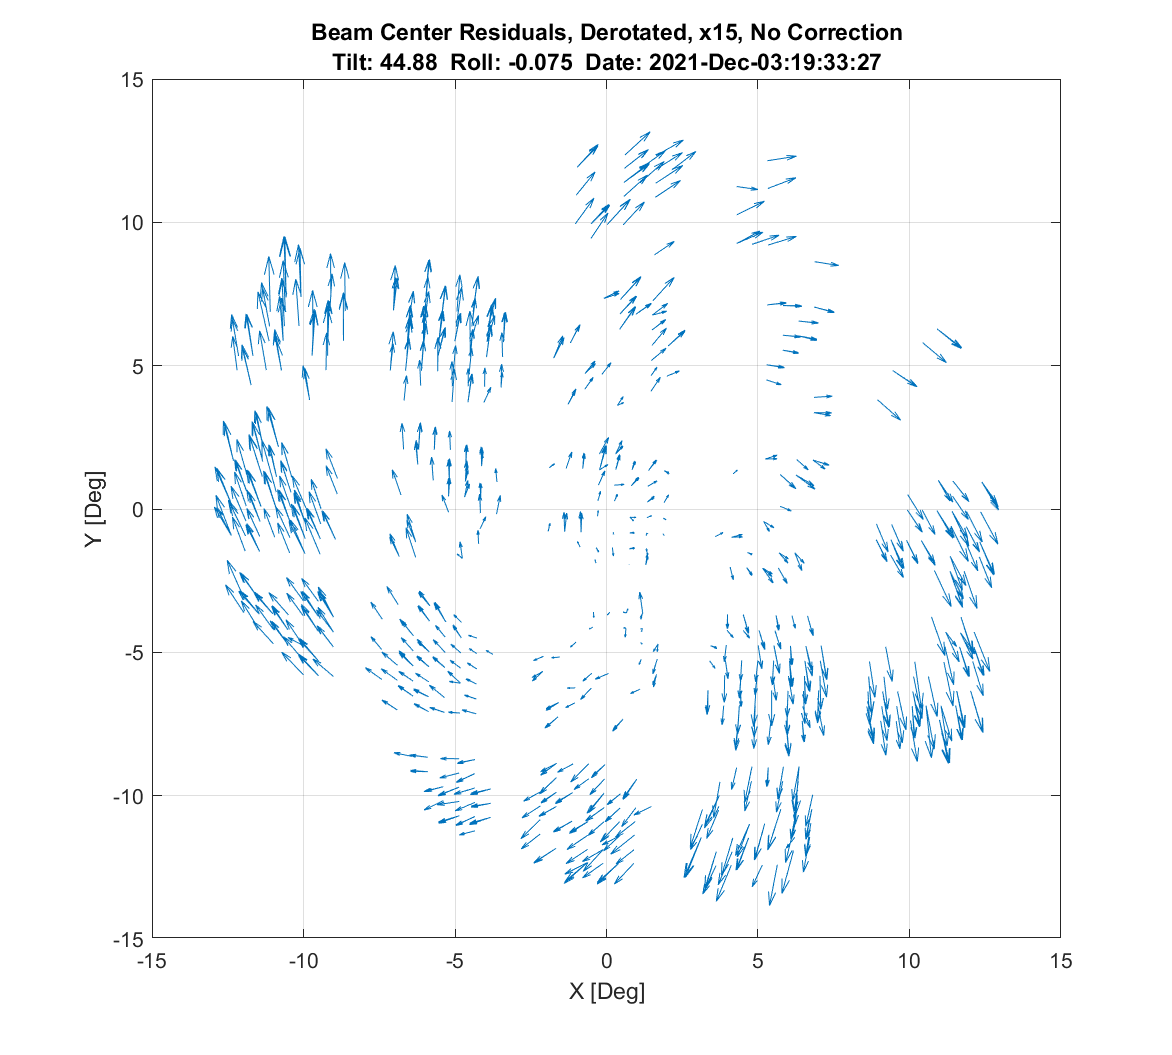 Beam Center Residuals, Derotated, x15, No Correction
Tilt: 44.88 Roll: -0.075 Date: 2021-Dec-03:19:33:27
15
10
5
0
-5
-10
-15
Y [Deg]
-15 -10 -5 0 5 10 15
X [Deg]